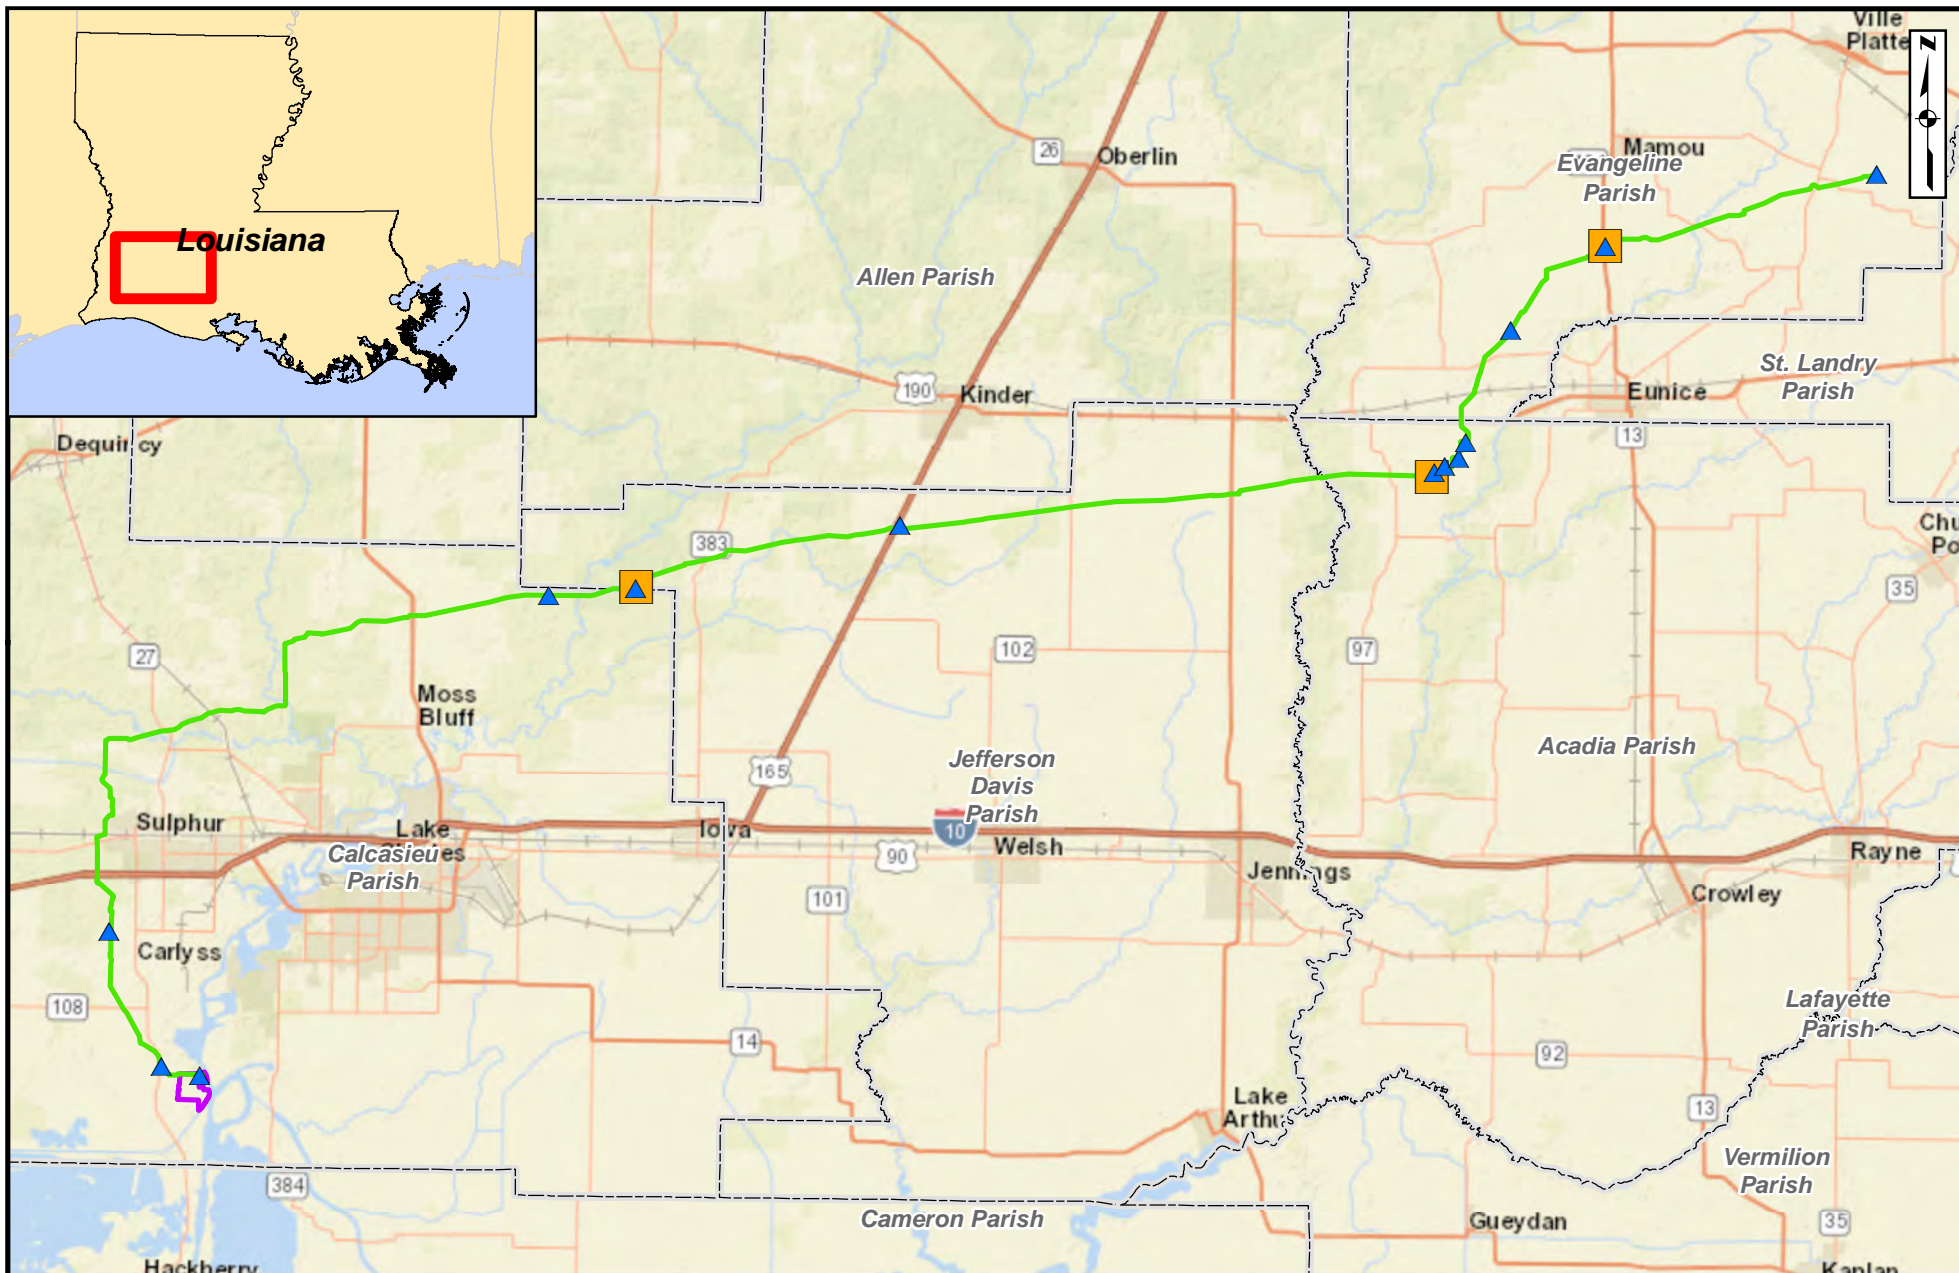 Louisiana
Ville
Platte
N
26
Oberlin
Mamou
Evangeline
Parish
Allen Parish
St. Landry
Parish
190
Kinder
Eunice
13
Dequincy
383
35
27
102
97
Moss
Bluff
Acadia Parish
Jefferson
Davis
Parish
165
Sulphur
Lake
Iowa
10
Welsh
90
Calcasieu
Parish
Rayne
Jennings
101
Crowley
Carlyss
108
Lafayette
Parish
14
92
Lake
13
Vermilion
Parish
384
Cameron Parish
Gueydan
35
Hackberry
Kaplan